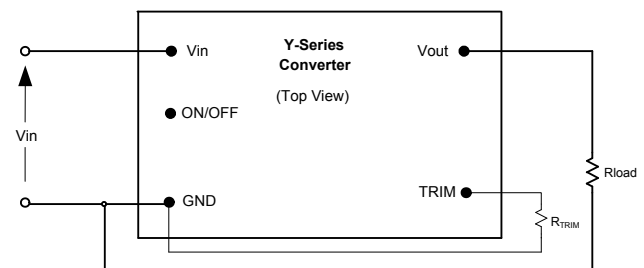 Y-Series
Converter
(Top View)
Vin
Vout
ON/OFF
Vin
Rload
GND
TRIM
RTRIM